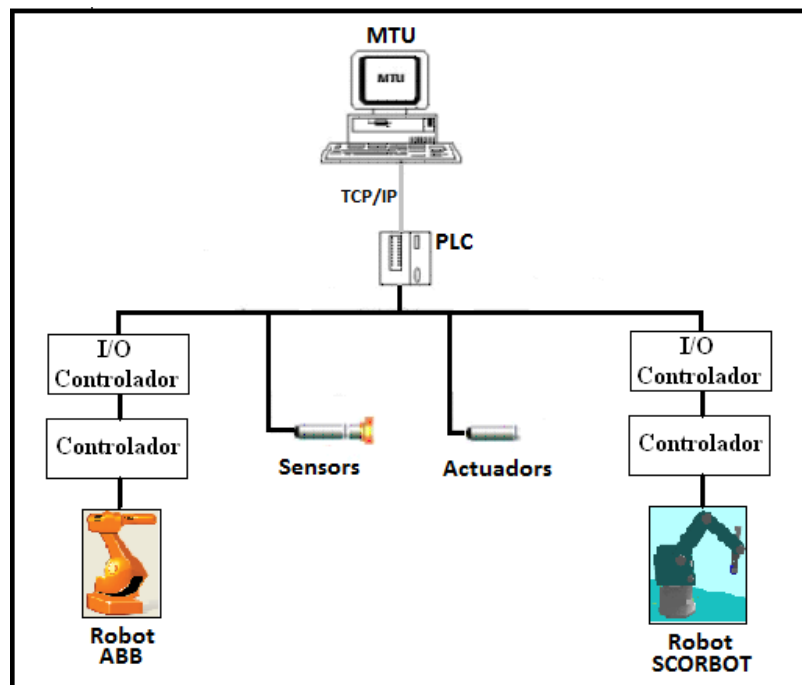 MTU
MTU
TCP/IP
PLC
I/O
Controlador
I/O
Controlador
Controlador
Controlador
Sensors
Actuadors
Robot
ABB
Robot
SCORBOT